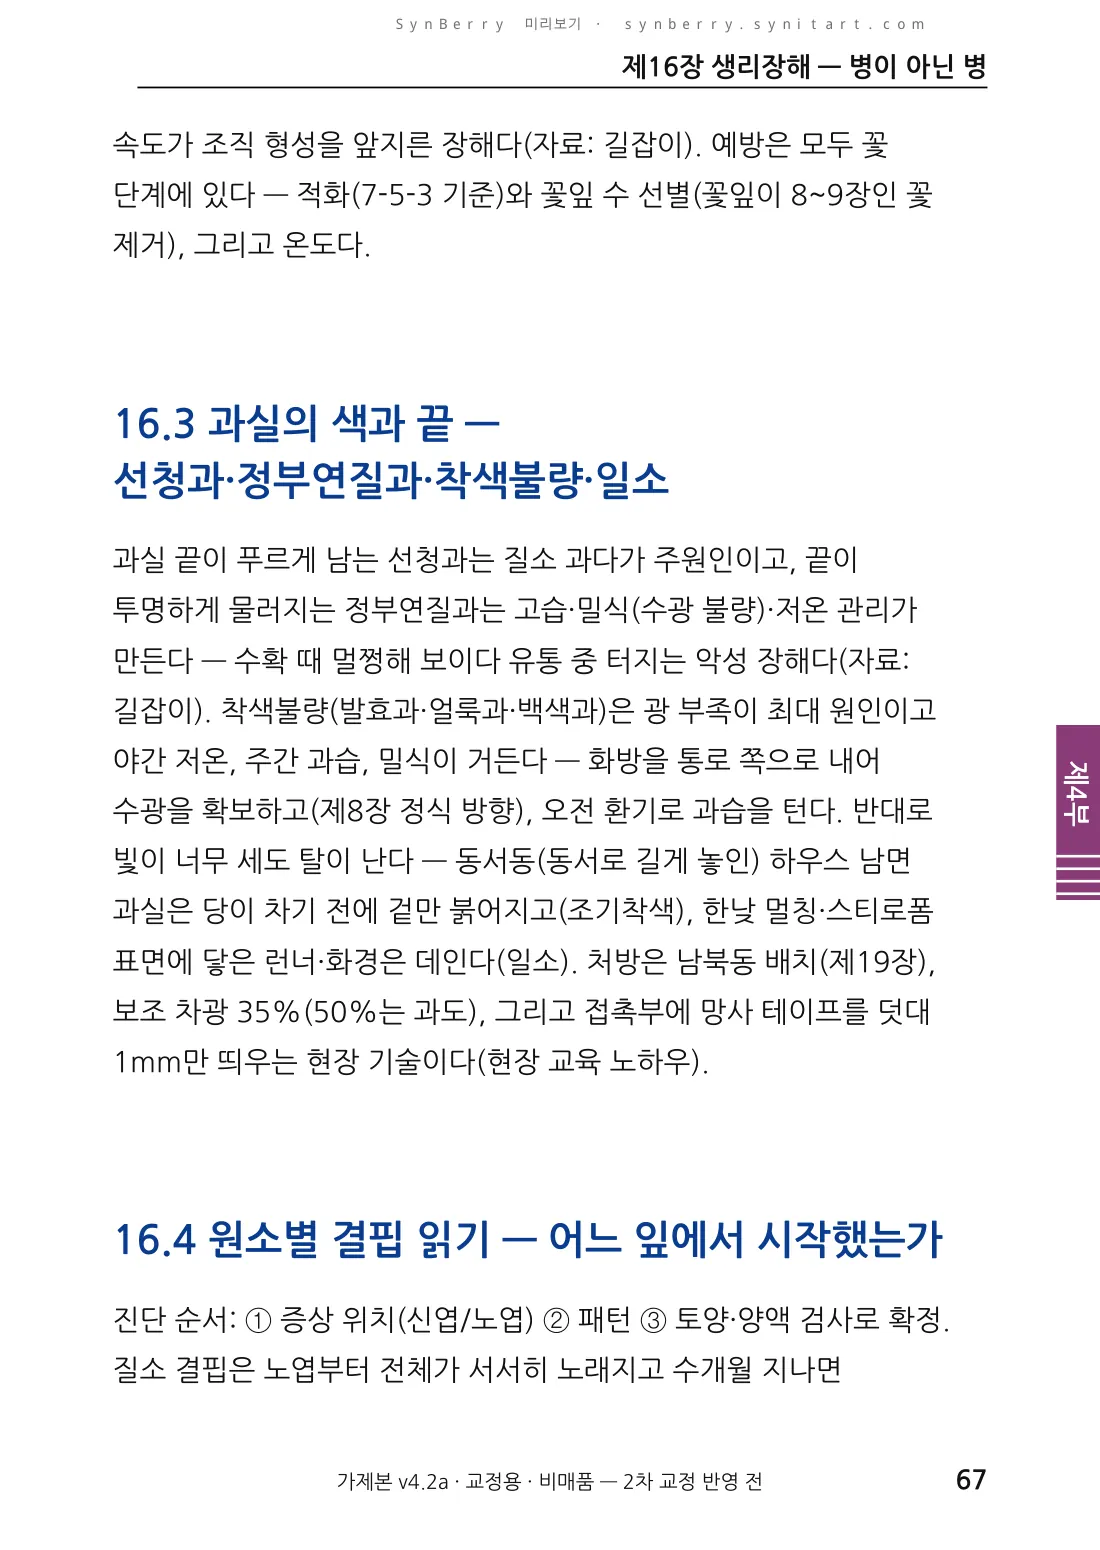 SynBerry 미리보기 · synberry.synitart.com
제16장 생리장해 — 병이 아닌 병
속도가 조직 형성을 앞지른 장해다(자료: 길잡이). 예방은 모두 꽃
단계에 있다 — 적화(7-5-3 기준)와 꽃잎 수 선별(꽃잎이 8~9장인 꽃
제거), 그리고 온도다.
16.3 과실의 색과 끝 —
선청과·정부연질과·착색불량·일소
과실 끝이 푸르게 남는 선청과는 질소 과다가 주원인이고, 끝이
투명하게 물러지는 정부연질과는 고습·밀식(수광 불량)·저온 관리가
만든다 — 수확 때 멀쩡해 보이다 유통 중 터지는 악성 장해다(자료:
길잡이). 착색불량(발효과·얼룩과·백색과)은 광 부족이 최대 원인이고
야간 저온, 주간 과습, 밀식이 거든다 — 화방을 통로 쪽으로 내어
수광을 확보하고(제8장 정식 방향), 오전 환기로 과습을 턴다. 반대로
빛이 너무 세도 탈이 난다 — 동서동(동서로 길게 놓인) 하우스 남면
과실은 당이 차기 전에 겉만 붉어지고(조기착색), 한낮 멀칭·스티로폼
표면에 닿은 런너·화경은 데인다(일소). 처방은 남북동 배치(제19장),
보조 차광 35%(50%는 과도), 그리고 접촉부에 망사 테이프를 덧대
1mm만 띄우는 현장 기술이다(현장 교육 노하우).
제4부
16.4 원소별 결핍 읽기 — 어느 잎에서 시작했는가
진단 순서: ① 증상 위치(신엽/노엽) ② 패턴 ③ 토양·양액 검사로 확정.
질소 결핍은 노엽부터 전체가 서서히 노래지고 수개월 지나면
가제본 v4.2a · 교정용 · 비매품 — 2차 교정 반영 전
67